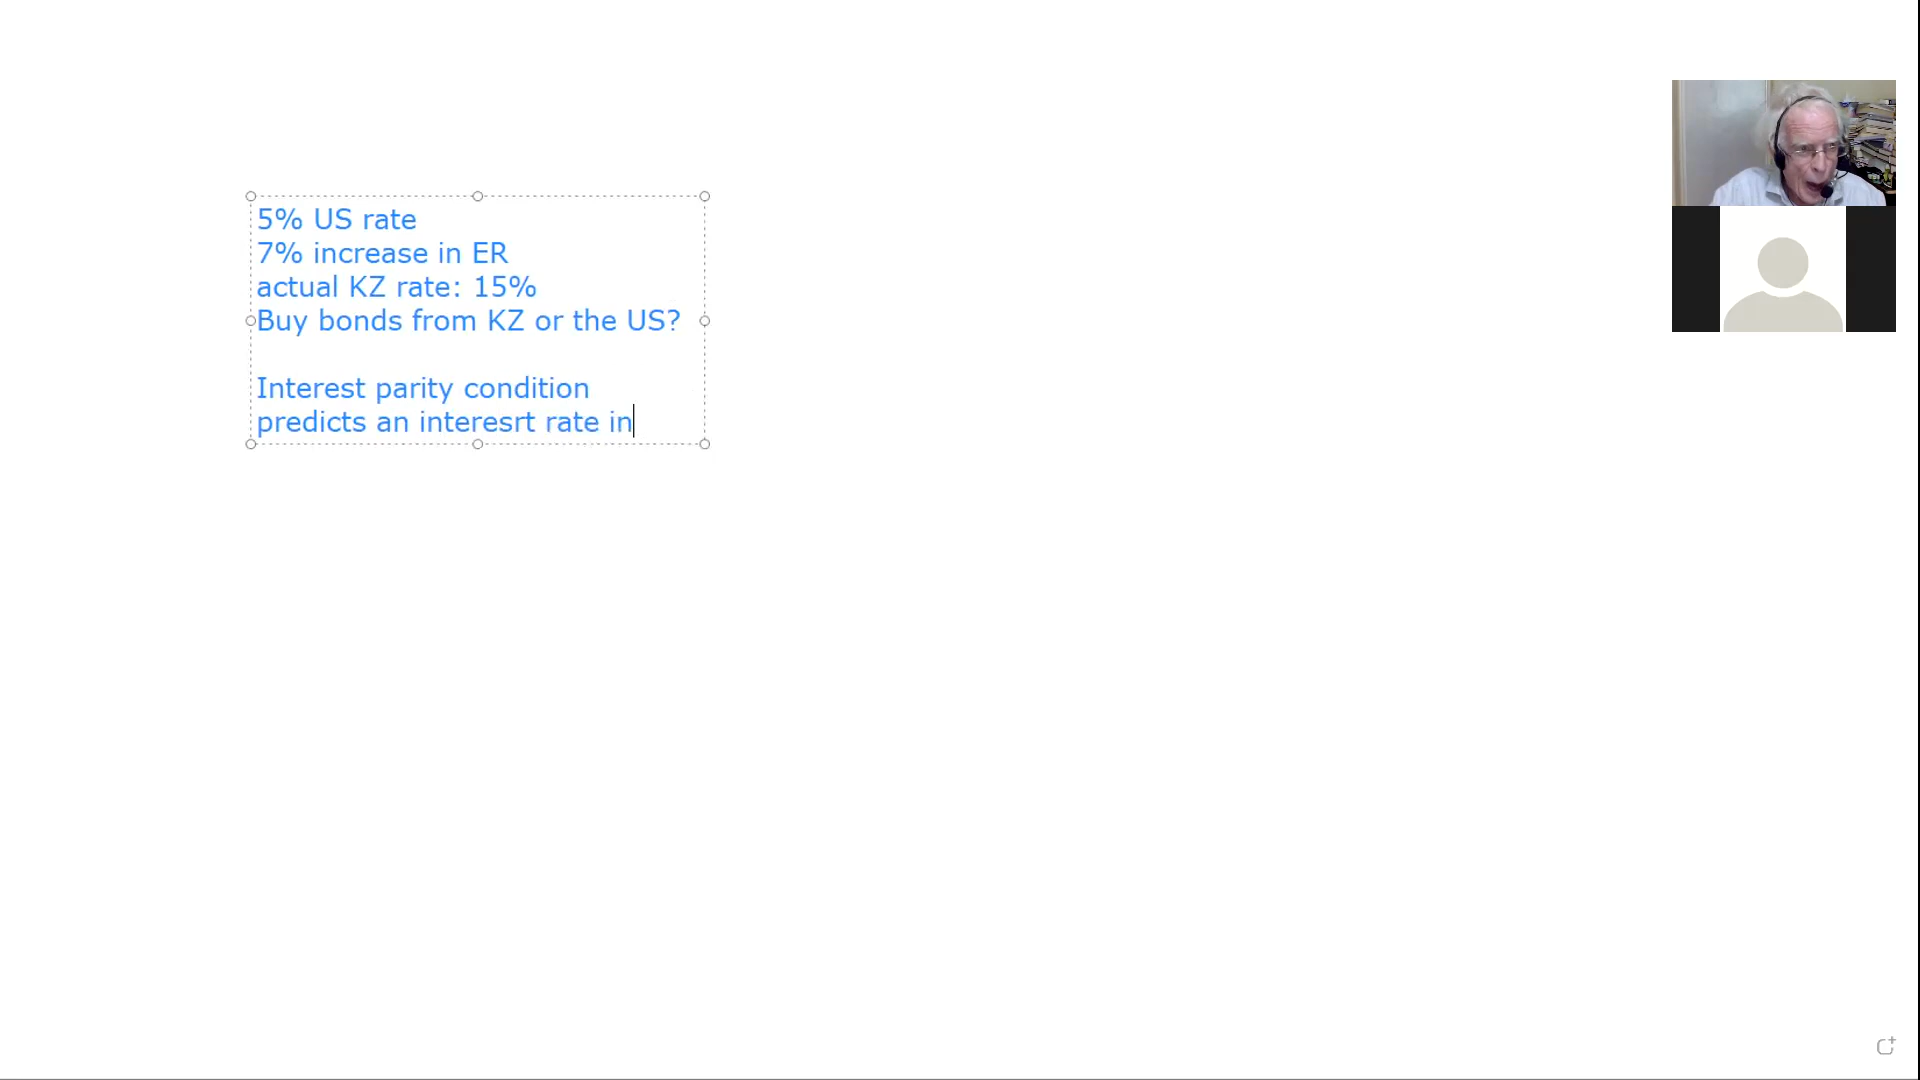 5% US rate
7% increase in ER
actual KZ rate: 15%
Buy bonds from KZ or the US?
Interest parity condition
predicts an interesrt rate in